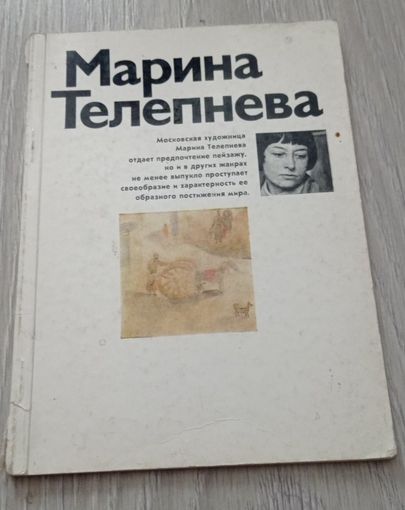 Марина
Телепнева
Московская художница
Марина Телепнева
отдает предпочтение пейзажу,
но и в других жанрах
не менее выпукло проступает
своеобразие и характерность ее
образного постижения мира.